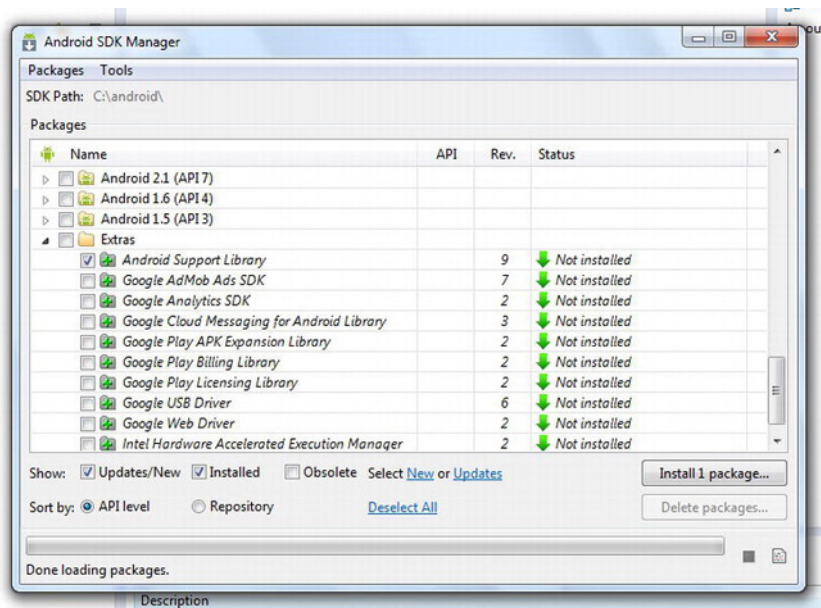 Android SDK Manager
Packages Tools
SDK Path: C:\android\
Packages
Name API Rev. Status
Android 2.1 (API 7)
Android 1.6 (API 4)
Android 1.5 (API 3)
Extras
Android Support Library 9 Not installed
Google AdMob Ads SDK 7 Not installed
Google Analytics SDK 2 Not installed
Google Cloud Messaging for Android Library 3 Not installed
Google Play APK Expansion Library 2 Not installed
Google Play Billing Library 2 Not installed
Google Play Licensing Library 2 Not installed
Google USB Driver 6 Not installed
Google Web Driver 2 Not installed
Intel Hardware Accelerated Execution Manager 2 Not installed
Show: Updates/New Installed Obsolete Select New or Updates
Install 1 package...
Sort by: API level Repository Deselect All
Delete packages...
Done loading packages.
Description